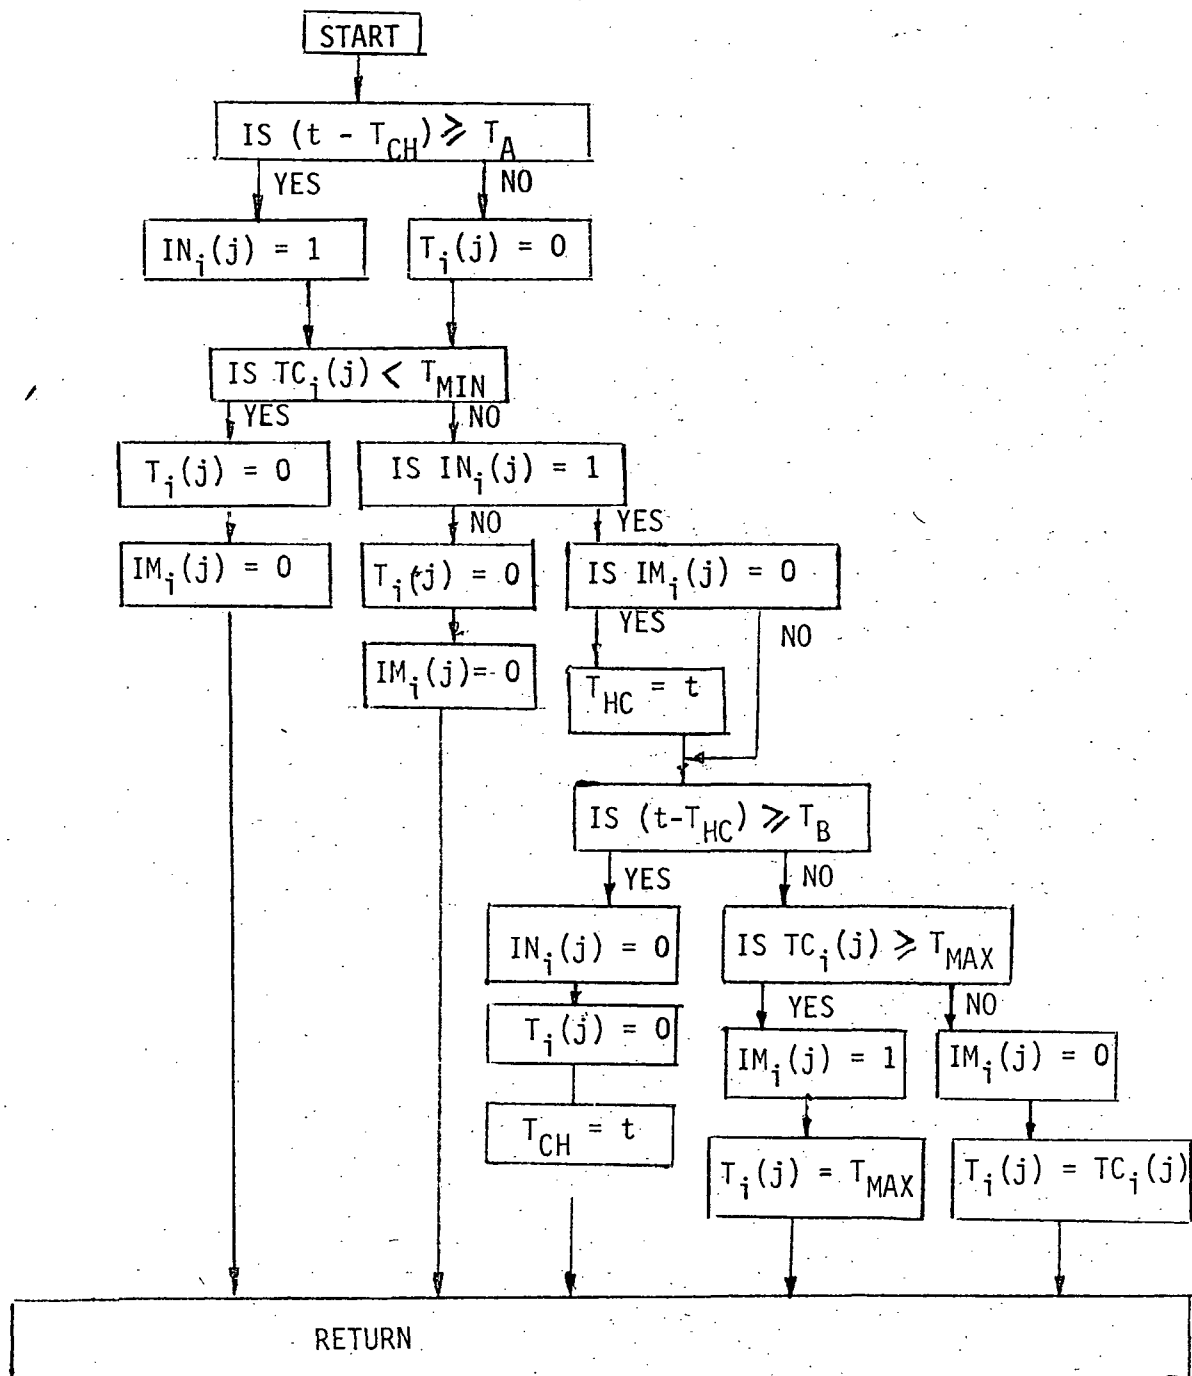 START
IS (t - T_CH) ≥ T_A
YES
NO
IN_i(j) = 1
T_i(j) = 0
IS TC_i(j) < T_MIN
YES
NO
T_i(j) = 0
IS IN_i(j) = 1
NO
YES
IM_i(j) = 0
T_i(j) = 0
IS IM_i(j) = 0
YES
NO
IM_i(j) = 0
T_HC = t
IS (t-T_HC) ≥ T_B
YES
NO
IN_i(j) = 0
IS TC_i(j) ≥ T_MAX
YES
NO
T_i(j) = 0
IM_i(j) = 1
IM_i(j) = 0
T_CH = t
T_i(j) = T_MAX
T_i(j) = TC_i(j)
RETURN